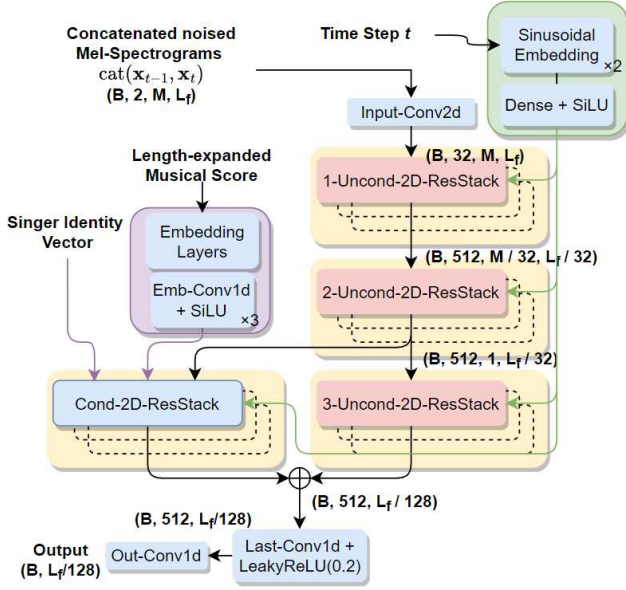 Concatenated noised
Mel-Spectrograms
cat(x_{t−1}, x_t)
(B, 2, M, L_f)
Time Step t
Sinusoidal
Embedding
×2
Dense + SiLU
Input-Conv2d
(B, 32, M, L_f)
1-Uncond-2D-ResStack
Length-expanded
Musical Score
Embedding
Layers
Emb-Conv1d
+ SiLU
×3
Singer Identity
Vector
(B, 512, M / 32, L_f / 32)
2-Uncond-2D-ResStack
(B, 512, 1, L_f / 32)
Cond-2D-ResStack
3-Uncond-2D-ResStack
(B, 512, L_f / 128)
(B, 512, L_f/128)
Last-Conv1d +
LeakyReLU(0.2)
Out-Conv1d
Output
(B, L_f/128)